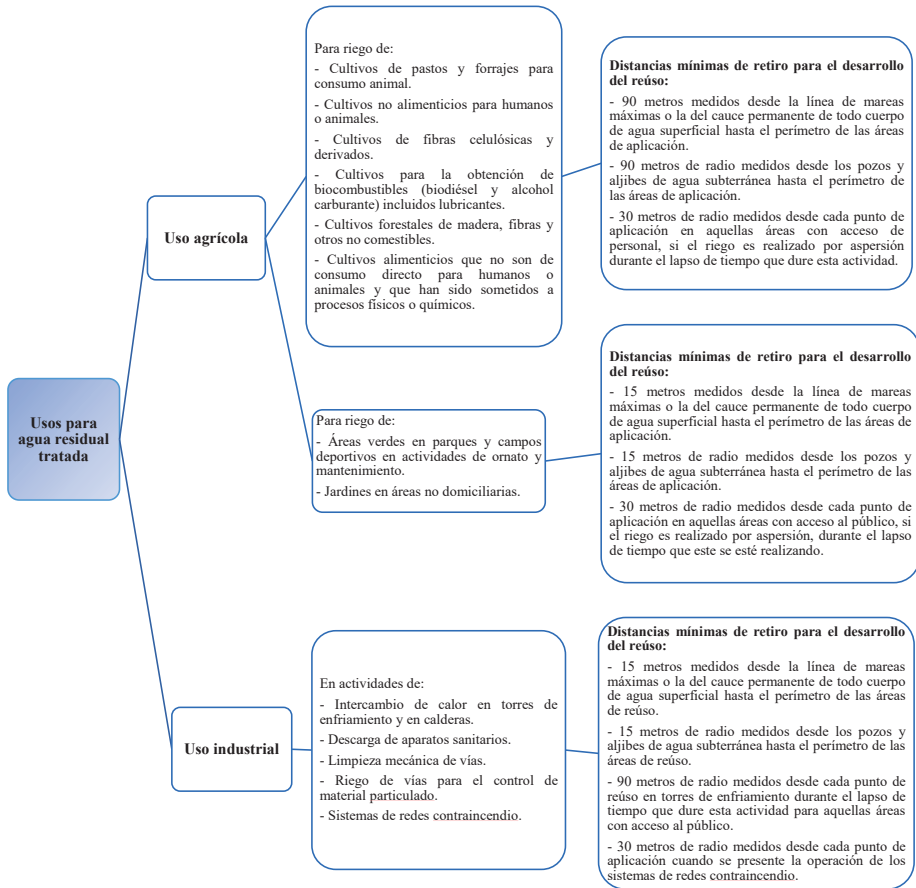 Usos para
agua residual
tratada
Uso agrícola
Para riego de:
- Cultivos de pastos y forrajes para
consumo animal.
- Cultivos no alimenticios para humanos
o animales.
- Cultivos de fibras celulósicas y
derivados.
- Cultivos para la obtención de
biocombustibles (biodiésel y alcohol
carburante) incluidos lubricantes.
- Cultivos forestales de madera, fibras y
otros no comestibles.
- Cultivos alimenticios que no son de
consumo directo para humanos o
animales y que han sido sometidos a
procesos físicos o químicos.
Distancias mínimas de retiro para el desarrollo
del reúso:
- 90 metros medidos desde la línea de mareas
máximas o la del cauce permanente de todo cuerpo
de agua superficial hasta el perímetro de las áreas
de aplicación.
- 90 metros de radio medidos desde los pozos y
aljibes de agua subterránea hasta el perímetro de
las áreas de aplicación.
- 30 metros de radio medidos desde cada punto de
aplicación en aquellas áreas con acceso de
personal, si el riego es realizado por aspersión
durante el lapso de tiempo que dure esta actividad.
Para riego de:
- Áreas verdes en parques y campos
deportivos en actividades de ornato y
mantenimiento.
- Jardines en áreas no domiciliarias.
Distancias mínimas de retiro para el desarrollo
del reúso:
- 15 metros medidos desde la línea de mareas
máximas o la del cauce permanente de todo cuerpo
de agua superficial hasta el perímetro de las áreas de
aplicación.
- 15 metros de radio medidos desde los pozos y
aljibes de agua subterránea hasta el perímetro de las
áreas de aplicación.
- 30 metros de radio medidos desde cada punto de
aplicación en aquellas áreas con acceso al público, si
el riego es realizado por aspersión, durante el lapso
de tiempo que este se esté realizando.
Uso industrial
En actividades de:
- Intercambio de calor en torres de
enfriamiento y en calderas.
- Descarga de aparatos sanitarios.
- Limpieza mecánica de vías.
- Riego de vías para el control de
material particulado.
- Sistemas de redes contraincendio.
Distancias mínimas de retiro para el desarrollo
del reúso:
- 15 metros medidos desde la línea de mareas
máximas o la del cauce permanente de todo cuerpo
de agua superficial hasta el perímetro de las áreas
de reúso.
- 15 metros de radio medidos desde los pozos y
aljibes de agua subterránea hasta el perímetro de las
áreas de reúso.
- 90 metros de radio medidos desde cada punto de
reúso en torres de enfriamiento durante el lapso de
tiempo que dure esta actividad para aquellas áreas
con acceso al público.
- 30 metros de radio medidos desde cada punto de
aplicación cuando se presente la operación de los
sistemas de redes contraincendio.